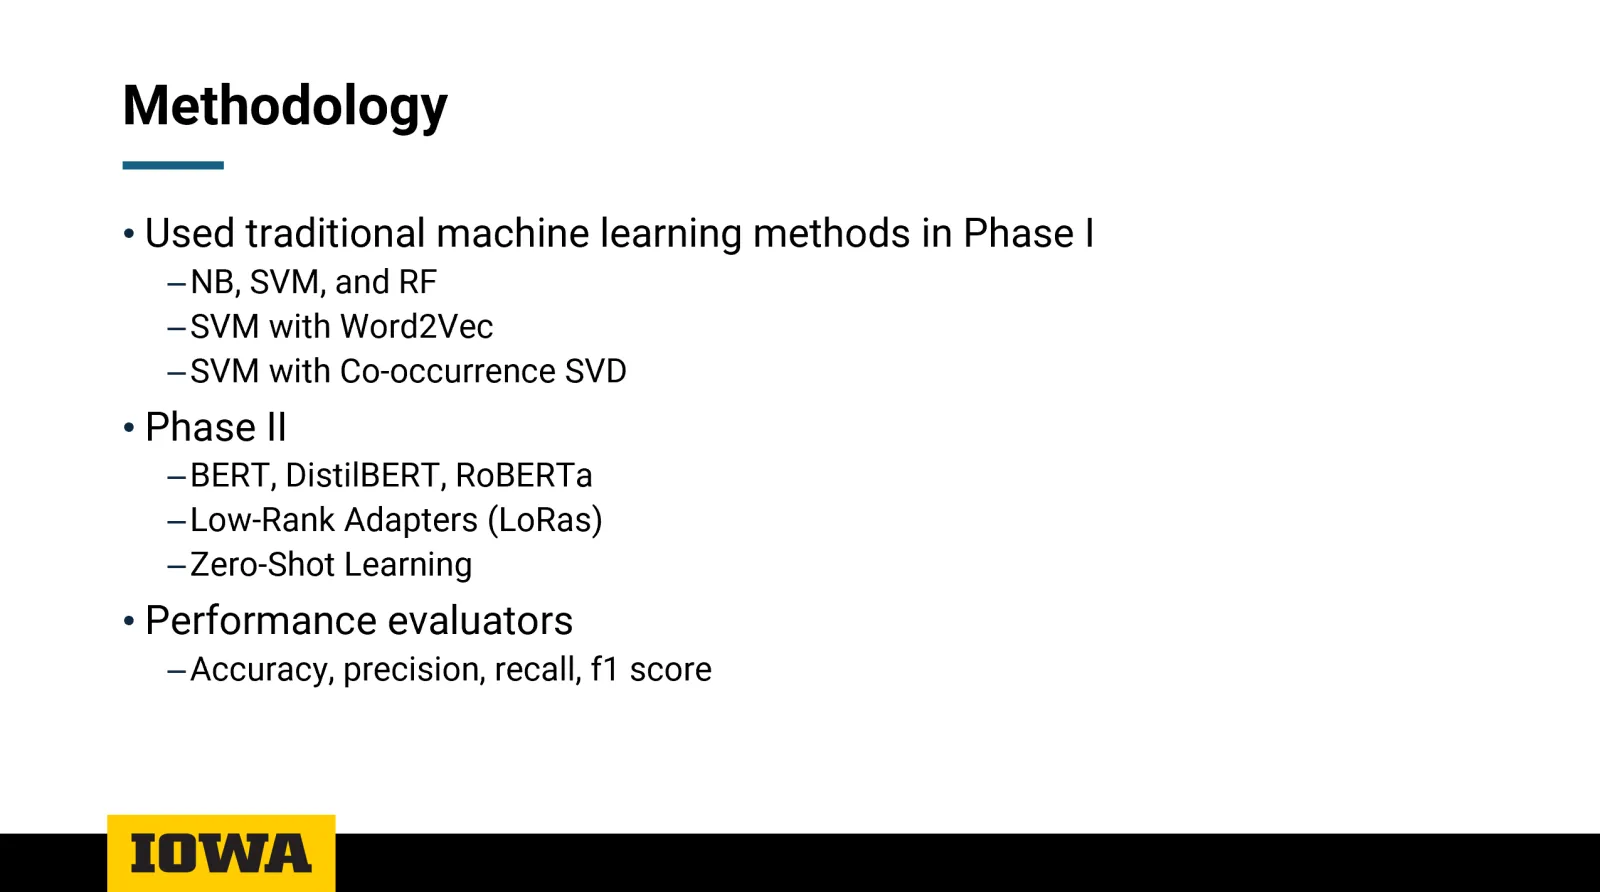 Methodology
• Used traditional machine learning methods in Phase I
–NB, SVM, and RF
–SVM with Word2Vec
–SVM with Co-occurrence SVD
• Phase II
–BERT, DistilBERT, RoBERTa
–Low-Rank Adapters (LoRas)
–Zero-Shot Learning
• Performance evaluators
–Accuracy, precision, recall, f1 score
IOWA